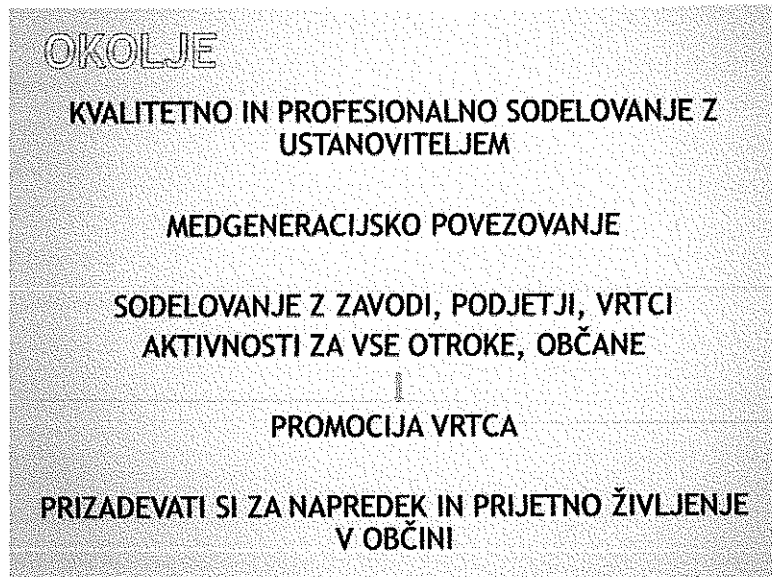 OKOLJE
KVALITETNO IN PROFESIONALNO SODELOVANJE Z
USTANOVITELJEM
MEDGENERACIJSKO POVEZOVANJE
SODELOVANJE Z ZAVODI, PODJETJI, VRTCI
AKTIVNOSTI ZA VSE OTROKE, OBČANE
PROMOCIJA VRTCA
PRIZADEVATI SI ZA NAPREDEK IN PRIJETNO ŽIVLJENJE
V OBČINI